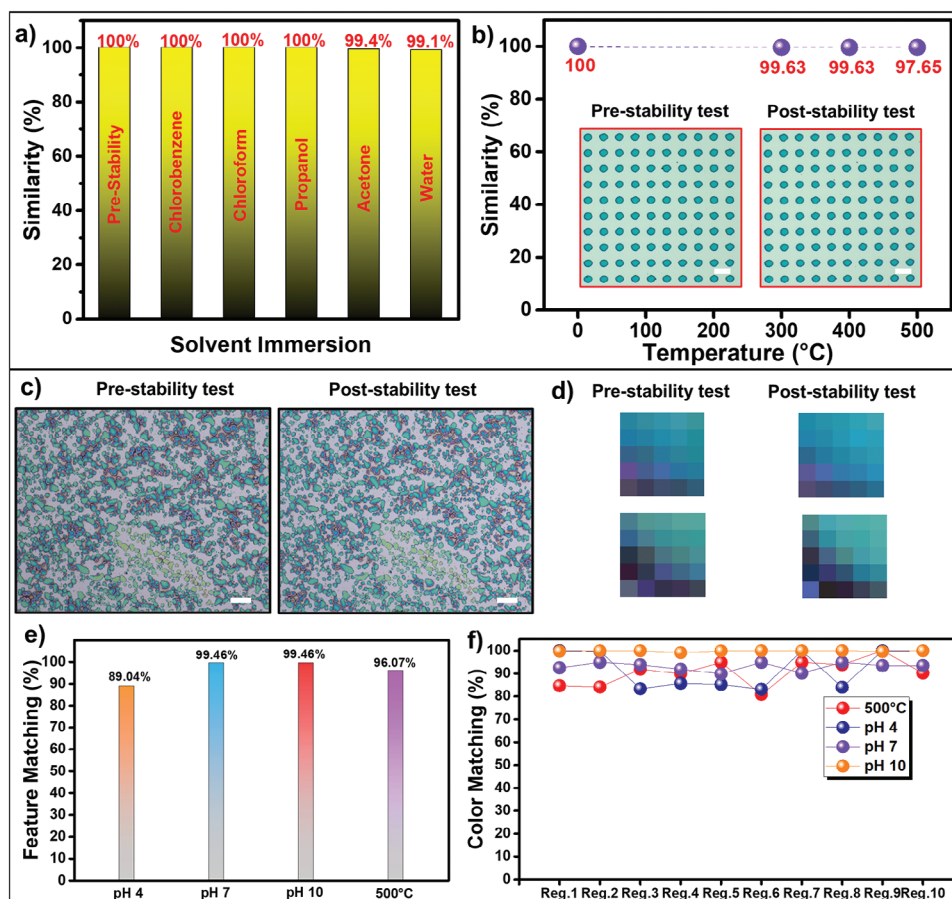 a)
100% 100% 100% 100% 99.4% 99.1%
100
80
60
40
20
0
Similarity (%)
Pre-Stability
Chlorobenzene
Chloroform
Propanol
Acetone
Water
Solvent Immersion
b)
100
80
60
40
20
0
Similarity (%)
100 99.63 99.63 97.65
Pre-stability test Post-stability test
0 100 200 300 400 500
Temperature (°C)
c)
Pre-stability test Post-stability test
d)
Pre-stability test Post-stability test
e)
100
90
80
70
60
50
40
30
20
10
0
Feature Matching (%)
89.04% 99.46% 99.46% 96.07%
pH 4 pH 7 pH 10 500°C
f)
100
90
80
70
60
50
40
30
20
10
0
Color Matching (%)
500°C
pH 4
pH 7
pH 10
Reg.1 Reg.2 Reg.3 Reg.4 Reg.5 Reg.6 Reg.7 Reg.8 Reg.9 Reg.10